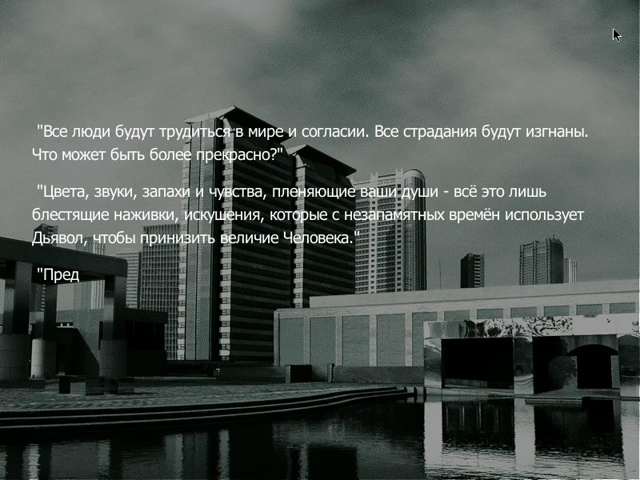 "Все люди будут трудиться в мире и согласии. Все страдания будут изгнаны.
Что может быть более прекрасно?"
"Цвета, звуки, запахи и чувства, пленяющие ваши души - всё это лишь
блестящие наживки, искушения, которые с незапамятных времён использует
Дьявол, чтобы принизить величие Человека."
"Пред